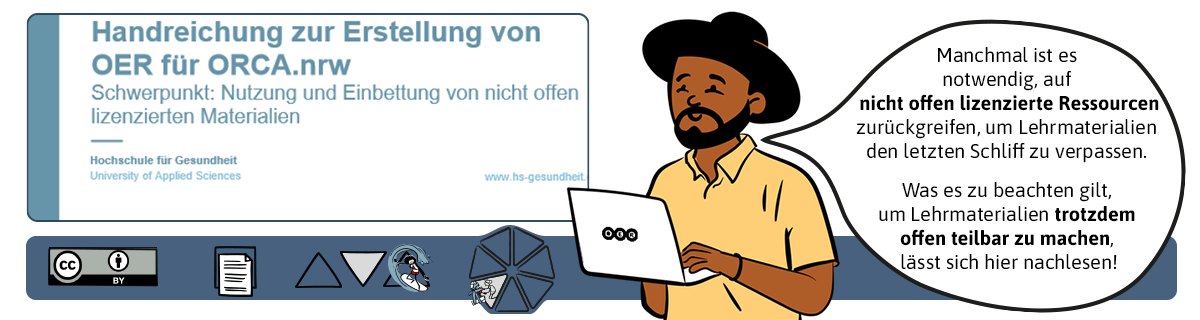 Handreichung zur Erstellung von
OER für ORCA.nrw
Schwerpunkt: Nutzung und Einbettung von nicht offen
lizenzierten Materialien
Hochschule für Gesundheit
University of Applied Sciences
www.hs-gesundheit.
cc
BY
OER
Manchmal ist es
notwendig, auf
nicht offen lizenzierte Ressourcen
zurückgreifen, um Lehrmaterialien
den letzten Schliff zu verpassen.
Was es zu beachten gilt,
um Lehrmaterialien trotzdem
offen teilbar zu machen,
lässt sich hier nachlesen!